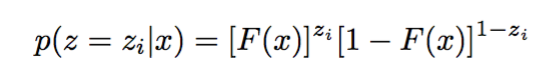 p(z = z_i|x) = [F(x)]^{z_i}[1 − F(x)]^{1−z_i}